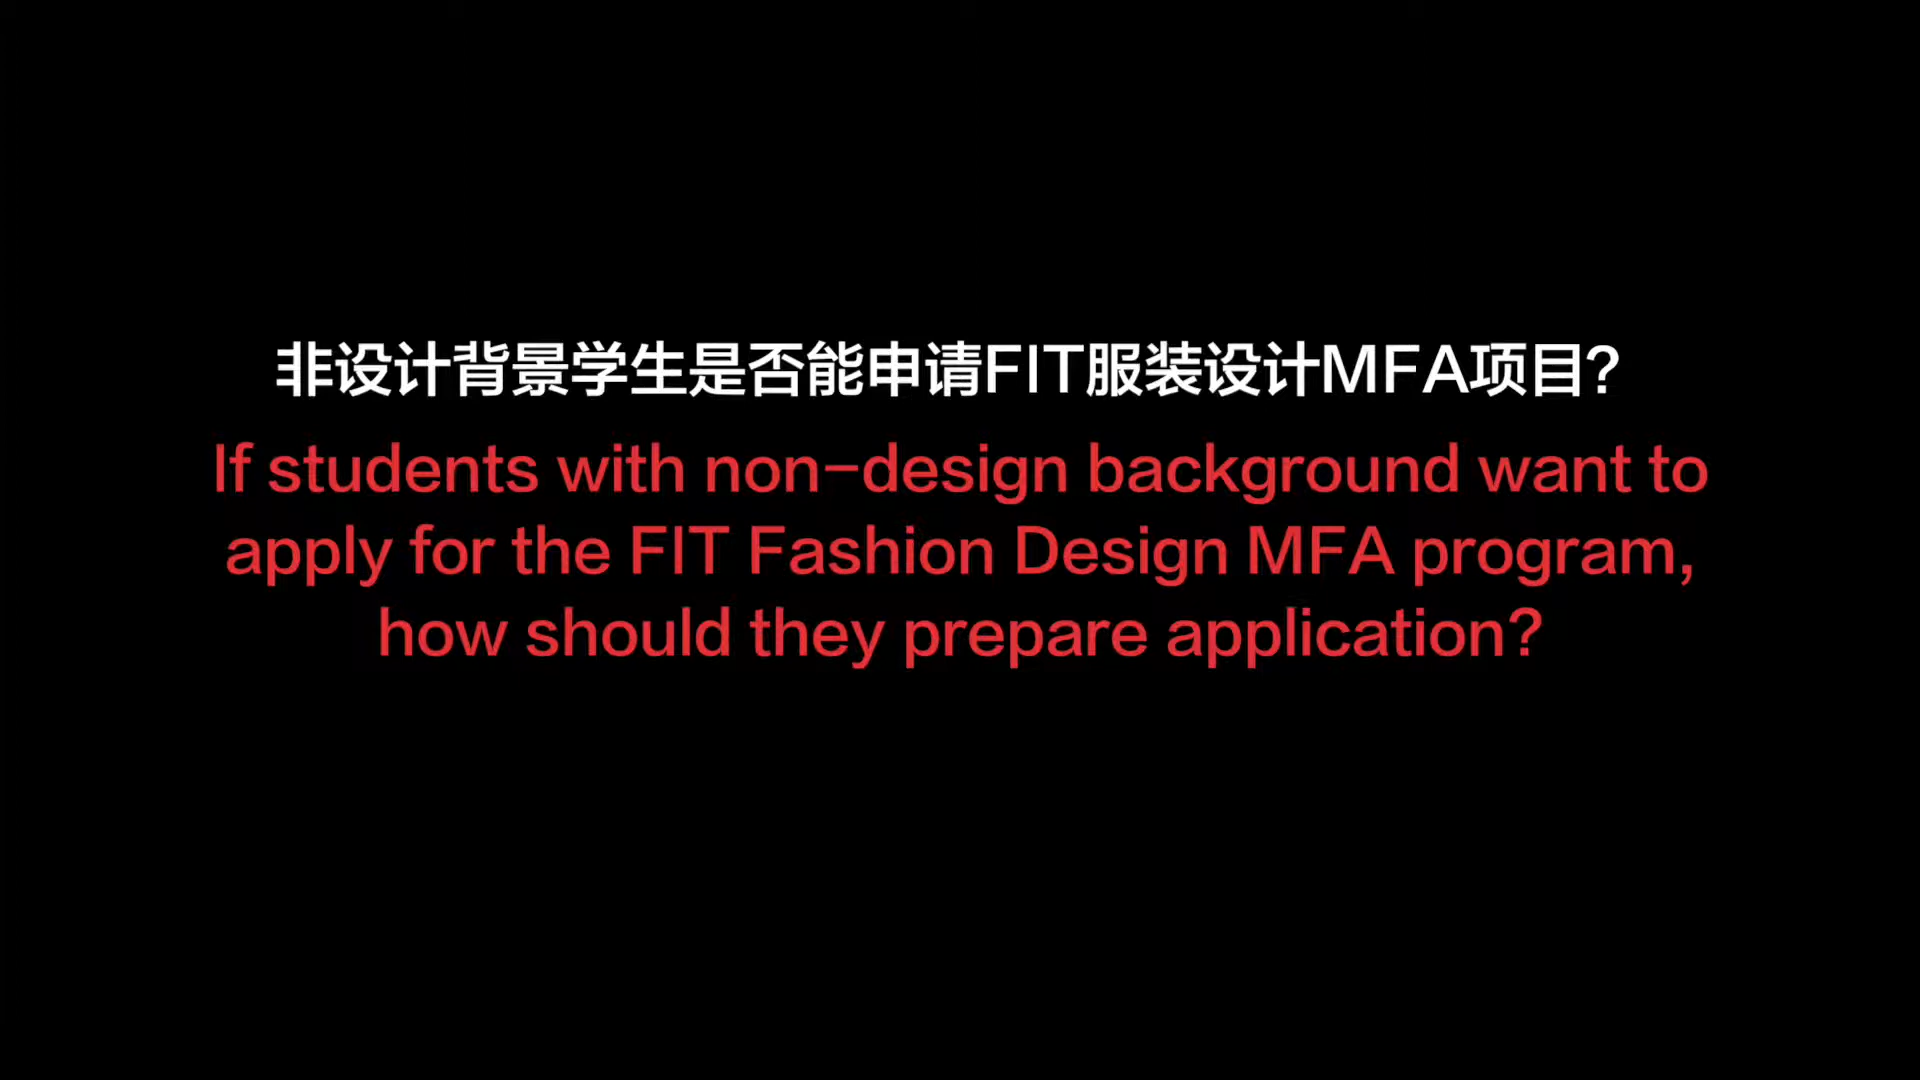 非设计背景学生是否能申请FIT服装设计MFA项目?
If students with non-design background want to
apply for the FIT Fashion Design MFA program,
how should they prepare application?